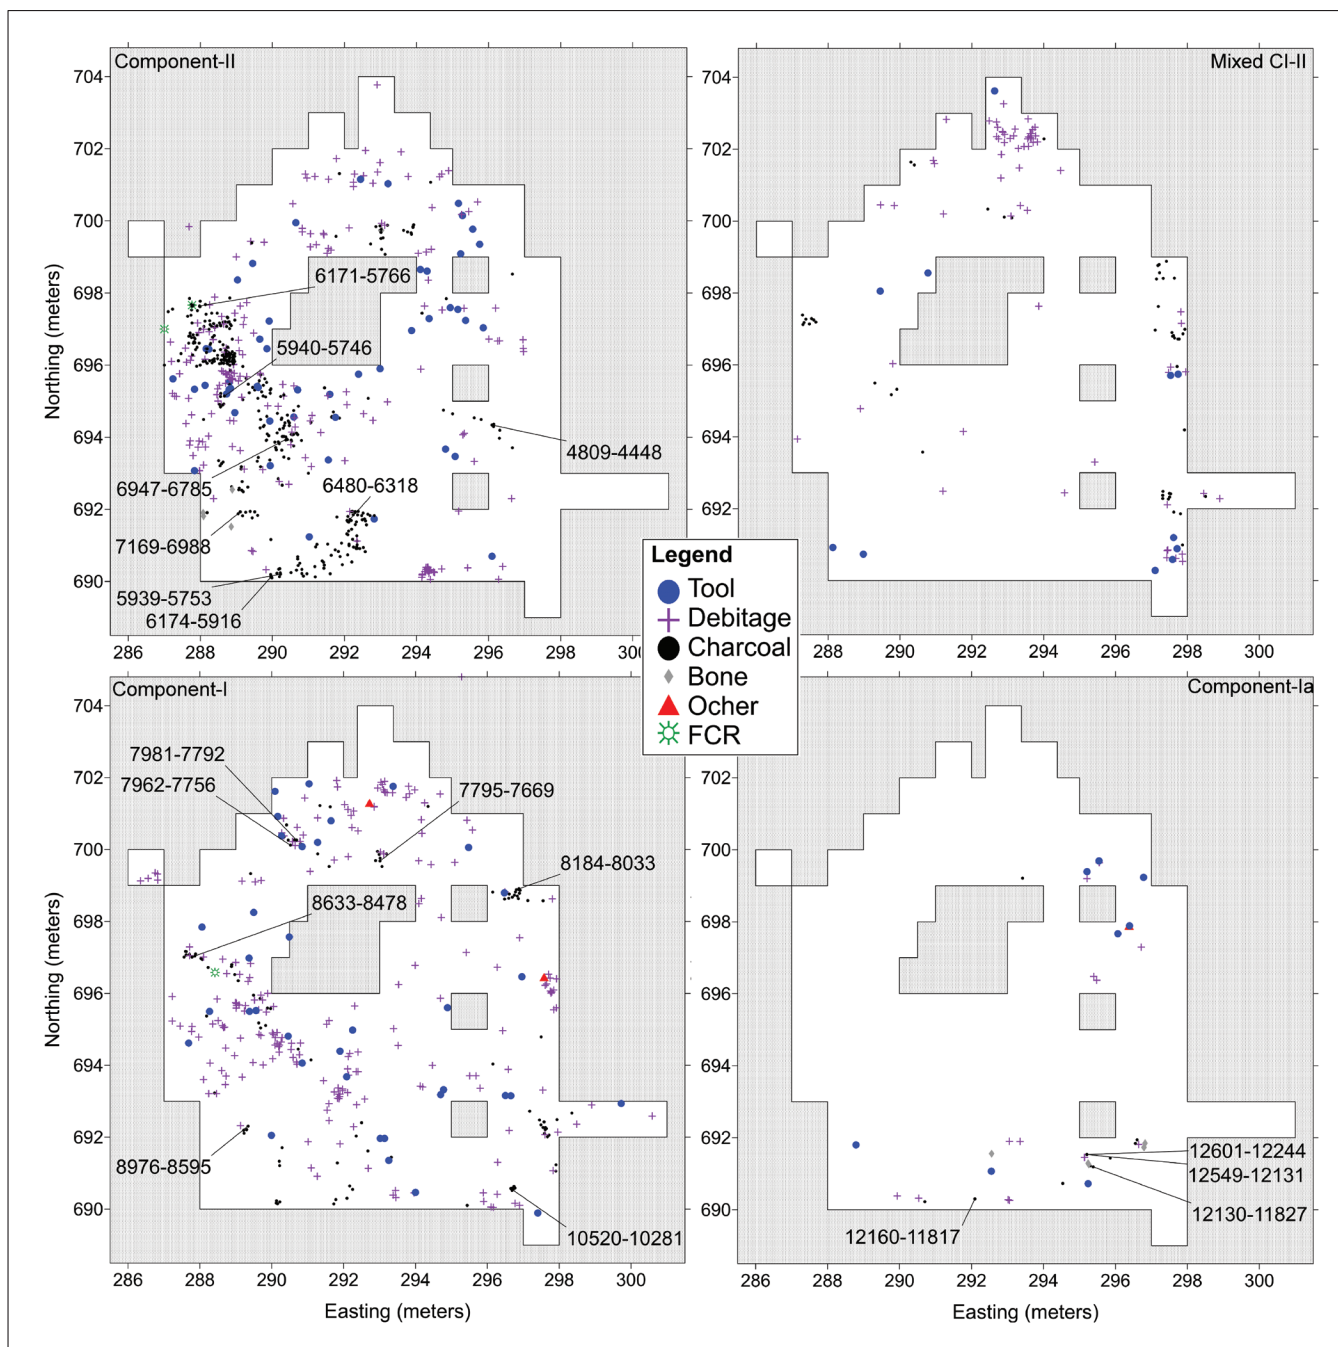 Component-II
Mixed CI-II
704
702
700
698
696
694
692
690
Northing (meters)
6171-5766
5940-5746
4809-4448
6947-6785
6480-6318
7169-6988
5939-5753
6174-5916
286 288 290 292 294 296 298 300
704
702
700
698
696
694
692
690
286 288 290 292 294 296 298 300
Legend
Tool
Debitage
Charcoal
Bone
Ocher
FCR
Component-I
Component-Ia
704
702
700
698
696
694
692
690
Northing (meters)
7981-7792
7962-7756
7795-7669
8184-8033
8633-8478
8976-8595
10520-10281
286 288 290 292 294 296 298 300
Easting (meters)
704
702
700
698
696
694
692
690
12601-12244
12549-12131
12130-11827
12160-11817
286 288 290 292 294 296 298 300
Easting (meters)